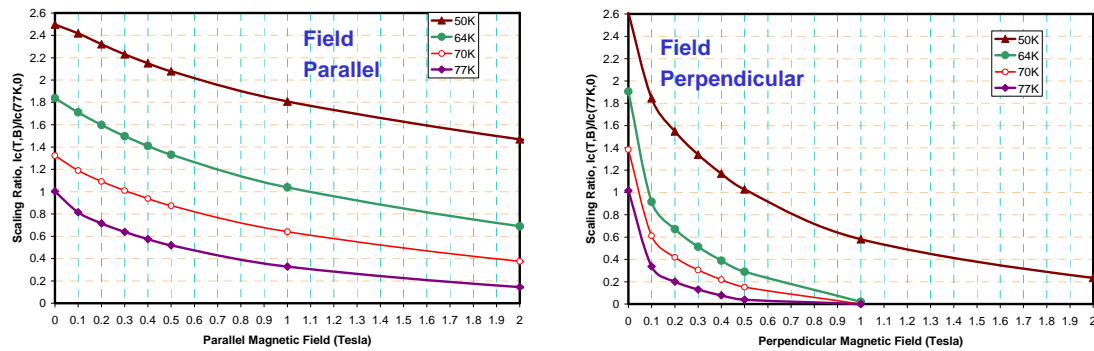 Scaling Ratio, Ic(T,B)/Ic(77K,0)
2.6
2.4
2.2
2
1.8
1.6
1.4
1.2
1
0.8
0.6
0.4
0.2
0
Field
Parallel
50K
64K
70K
77K
0 0.1 0.2 0.3 0.4 0.5 0.6 0.7 0.8 0.9 1 1.1 1.2 1.3 1.4 1.5 1.6 1.7 1.8 1.9 2
Parallel Magnetic Field (Tesla)
Scaling Ratio, Ic(T,B)/Ic(77K,0)
2.6
2.4
2.2
2
1.8
1.6
1.4
1.2
1
0.8
0.6
0.4
0.2
0
Field
Perpendicular
50K
64K
70K
77K
0 0.1 0.2 0.3 0.4 0.5 0.6 0.7 0.8 0.9 1 1.1 1.2 1.3 1.4 1.5 1.6 1.7 1.8 1.9 2
Perpendicular Magnetic Field (Tesla)